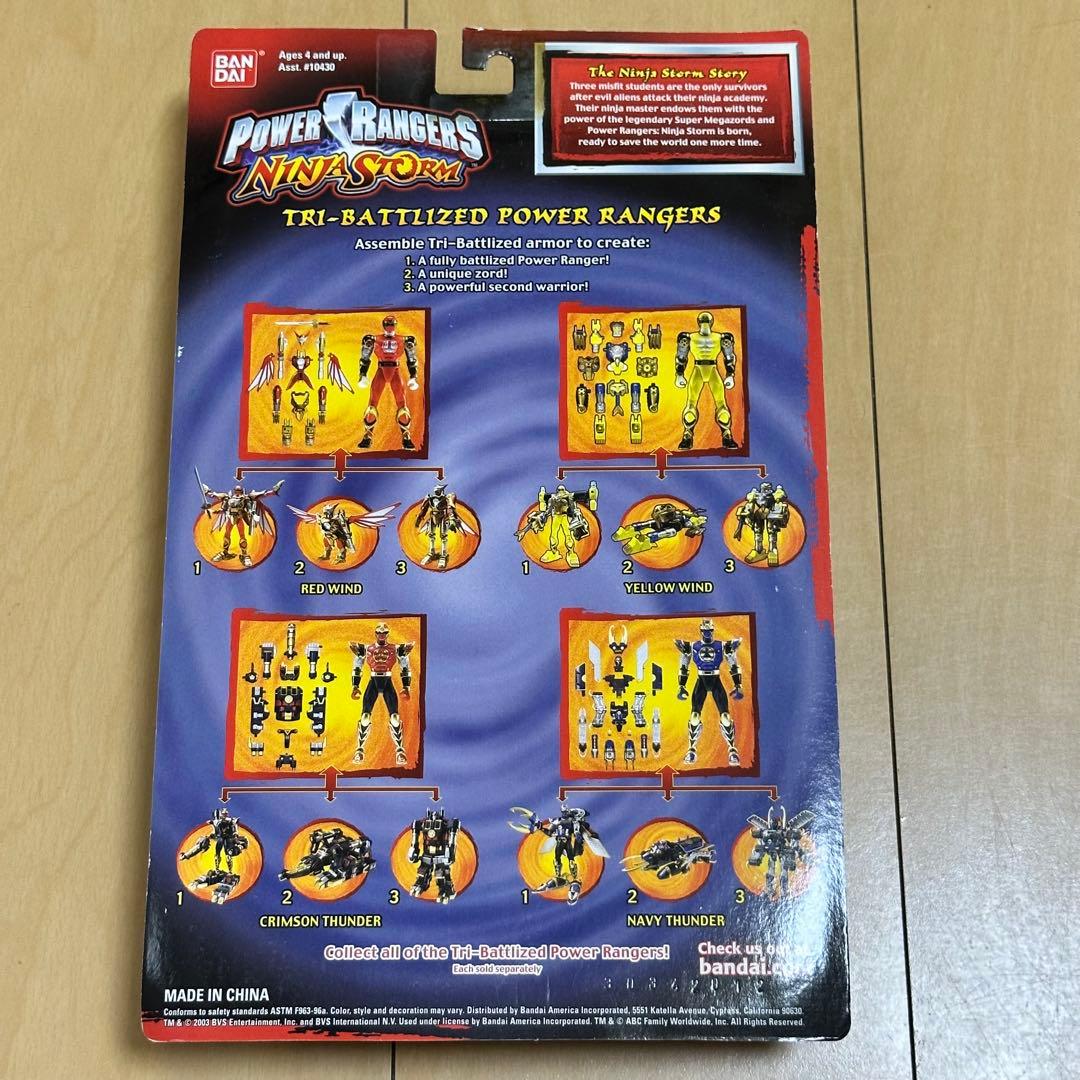 BAN
DAI
Ages 4 and up.
Asst. #10430
POWER RANGERS
NINJA STORM
The Ninja Storm Story
Three misfit students are the only survivors
after evil aliens attack their ninja academy.
Their ninja master endows them with the
power of the legendary Super Megazords and
Power Rangers: Ninja Storm is born,
ready to save the world one more time.
TRI-BATTLIZED POWER RANGERS
Assemble Tri-Battlized armor to create:
1. A fully battlized Power Ranger!
2. A unique zord!
3. A powerful second warrior!
1 2 3
RED WIND
1 2 3
YELLOW WIND
1 2 3
CRIMSON THUNDER
1 2 3
NAVY THUNDER
Collect all of the Tri-Battlized Power Rangers!
Each sold separately
Check us out at
bandai.com
MADE IN CHINA
Conforms to safety standards ASTM F963-96a. Color, style and decoration may vary. Distributed by Bandai America Incorporated, 5551 Katella Avenue, Cypress, California 90630.
TM & © 2003 BVS Entertainment, Inc. and BVS International N.V. Used under license by Bandai America Incorporated. TM & © ABC Family Worldwide, Inc. All Rights Reserved.